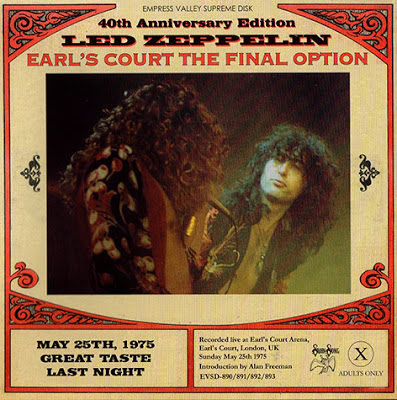 EMPRESS VALLEY SUPREME DISK
40th Anniversary Edition
LED ZEPPELIN
EARL'S COURT THE FINAL OPTION
MAY 25TH, 1975
GREAT TASTE
LAST NIGHT
Recorded live at Earl's Court Arena,
Earl's Court, London, UK
Sunday May 25th 1975
Introduction by Alan Freeman
EVSD-890/891/892/893
SWAN SONG
X
ADULTS ONLY